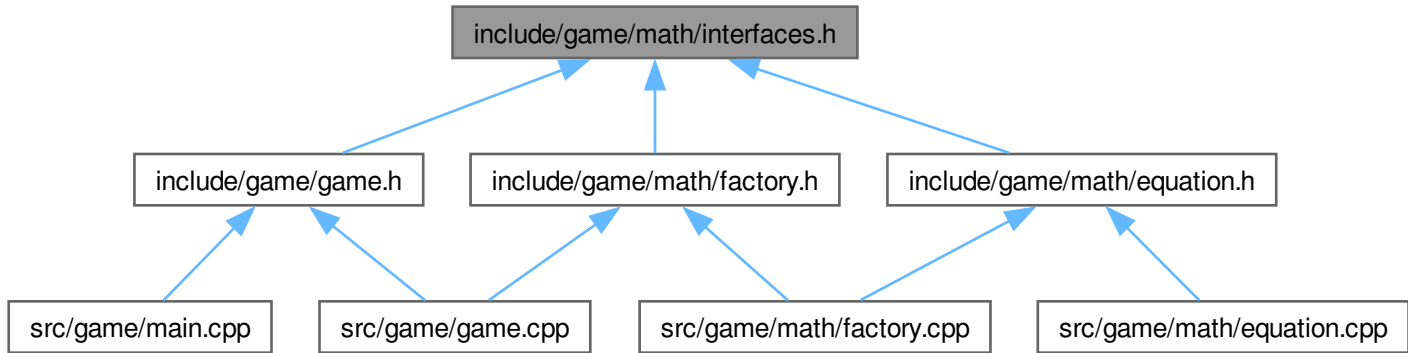 include/game/math/interfaces.h
include/game/game.h
include/game/math/factory.h
include/game/math/equation.h
src/game/main.cpp
src/game/game.cpp
src/game/math/factory.cpp
src/game/math/equation.cpp